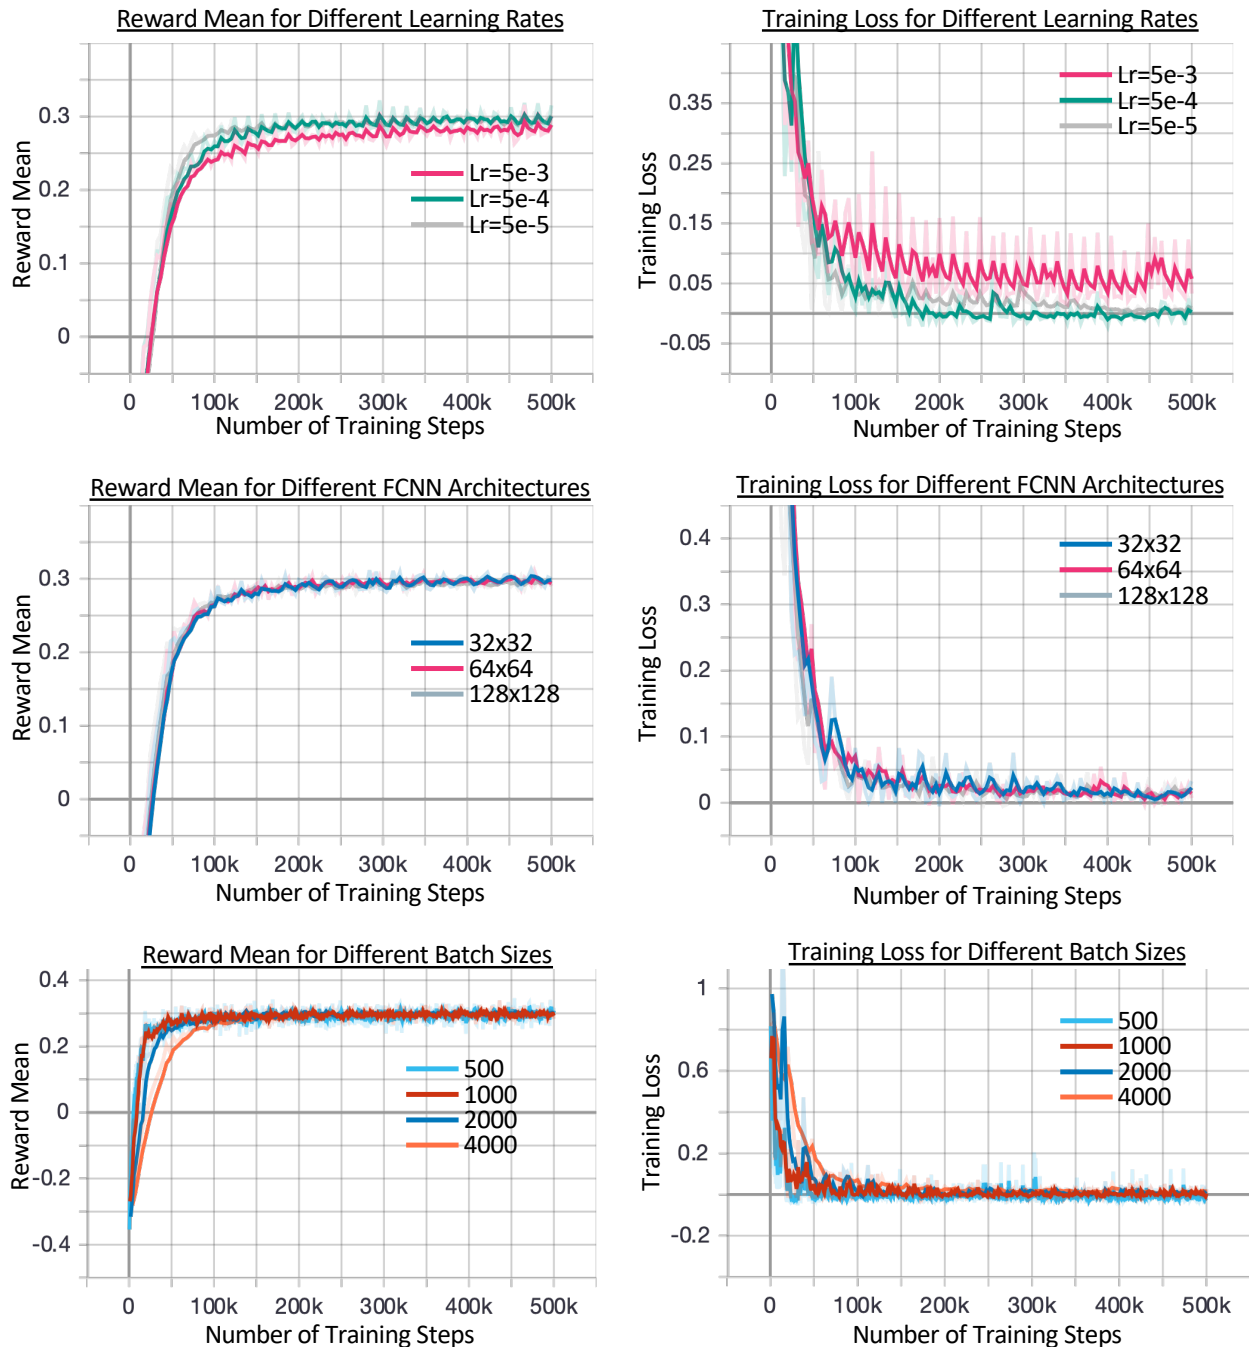 Reward Mean for Different Learning Rates
Reward Mean
0.3
0.2
0.1
0
Lr=5e-3
Lr=5e-4
Lr=5e-5
0 100k 200k 300k 400k 500k
Number of Training Steps
Training Loss for Different Learning Rates
Training Loss
0.35
0.25
0.15
0.05
-0.05
Lr=5e-3
Lr=5e-4
Lr=5e-5
0 100k 200k 300k 400k 500k
Number of Training Steps
Reward Mean for Different FCNN Architectures
Reward Mean
0.3
0.2
0.1
0
32x32
64x64
128x128
0 100k 200k 300k 400k 500k
Number of Training Steps
Training Loss for Different FCNN Architectures
Training Loss
0.4
0.3
0.2
0.1
0
32x32
64x64
128x128
0 100k 200k 300k 400k 500k
Number of Training Steps
Reward Mean for Different Batch Sizes
Reward Mean
0.4
0.2
0
-0.2
-0.4
500
1000
2000
4000
0 100k 200k 300k 400k 500k
Number of Training Steps
Training Loss for Different Batch Sizes
Training Loss
1
0.6
0.2
-0.2
500
1000
2000
4000
0 100k 200k 300k 400k 500k
Number of Training Steps